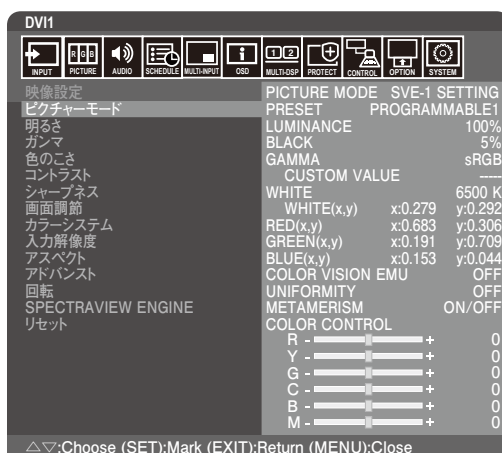 DVI1
INPUT RGB PICTURE AUDIO SCHEDULE MULTI-INPUT OSD 1 2 MULTI-DSP PROTECT CONTROL OPTION SYSTEM
映像設定
ピクチャーモード
明るさ
ガンマ
色のこさ
コントラスト
シャープネス
画面調節
カラーシステム
入力解像度
アスペクト
アドバンスト
回転
SPECTRAVIEW ENGINE
リセット
PICTURE MODE SVE-1 SETTING
PRESET PROGRAMMABLE1
LUMINANCE 100%
BLACK 5%
GAMMA sRGB
CUSTOM VALUE -----
WHITE 6500 K
WHITE(x,y) x:0.279 y:0.292
RED(x,y) x:0.683 y:0.306
GREEN(x,y) x:0.191 y:0.709
BLUE(x,y) x:0.153 y:0.044
COLOR VISION EMU OFF
UNIFORMITY OFF
METAMERISM ON/OFF
COLOR CONTROL
R - + 0
Y - + 0
G - + 0
C - + 0
B - + 0
M - + 0
△▽:Choose (SET):Mark (EXIT):Return (MENU):Close